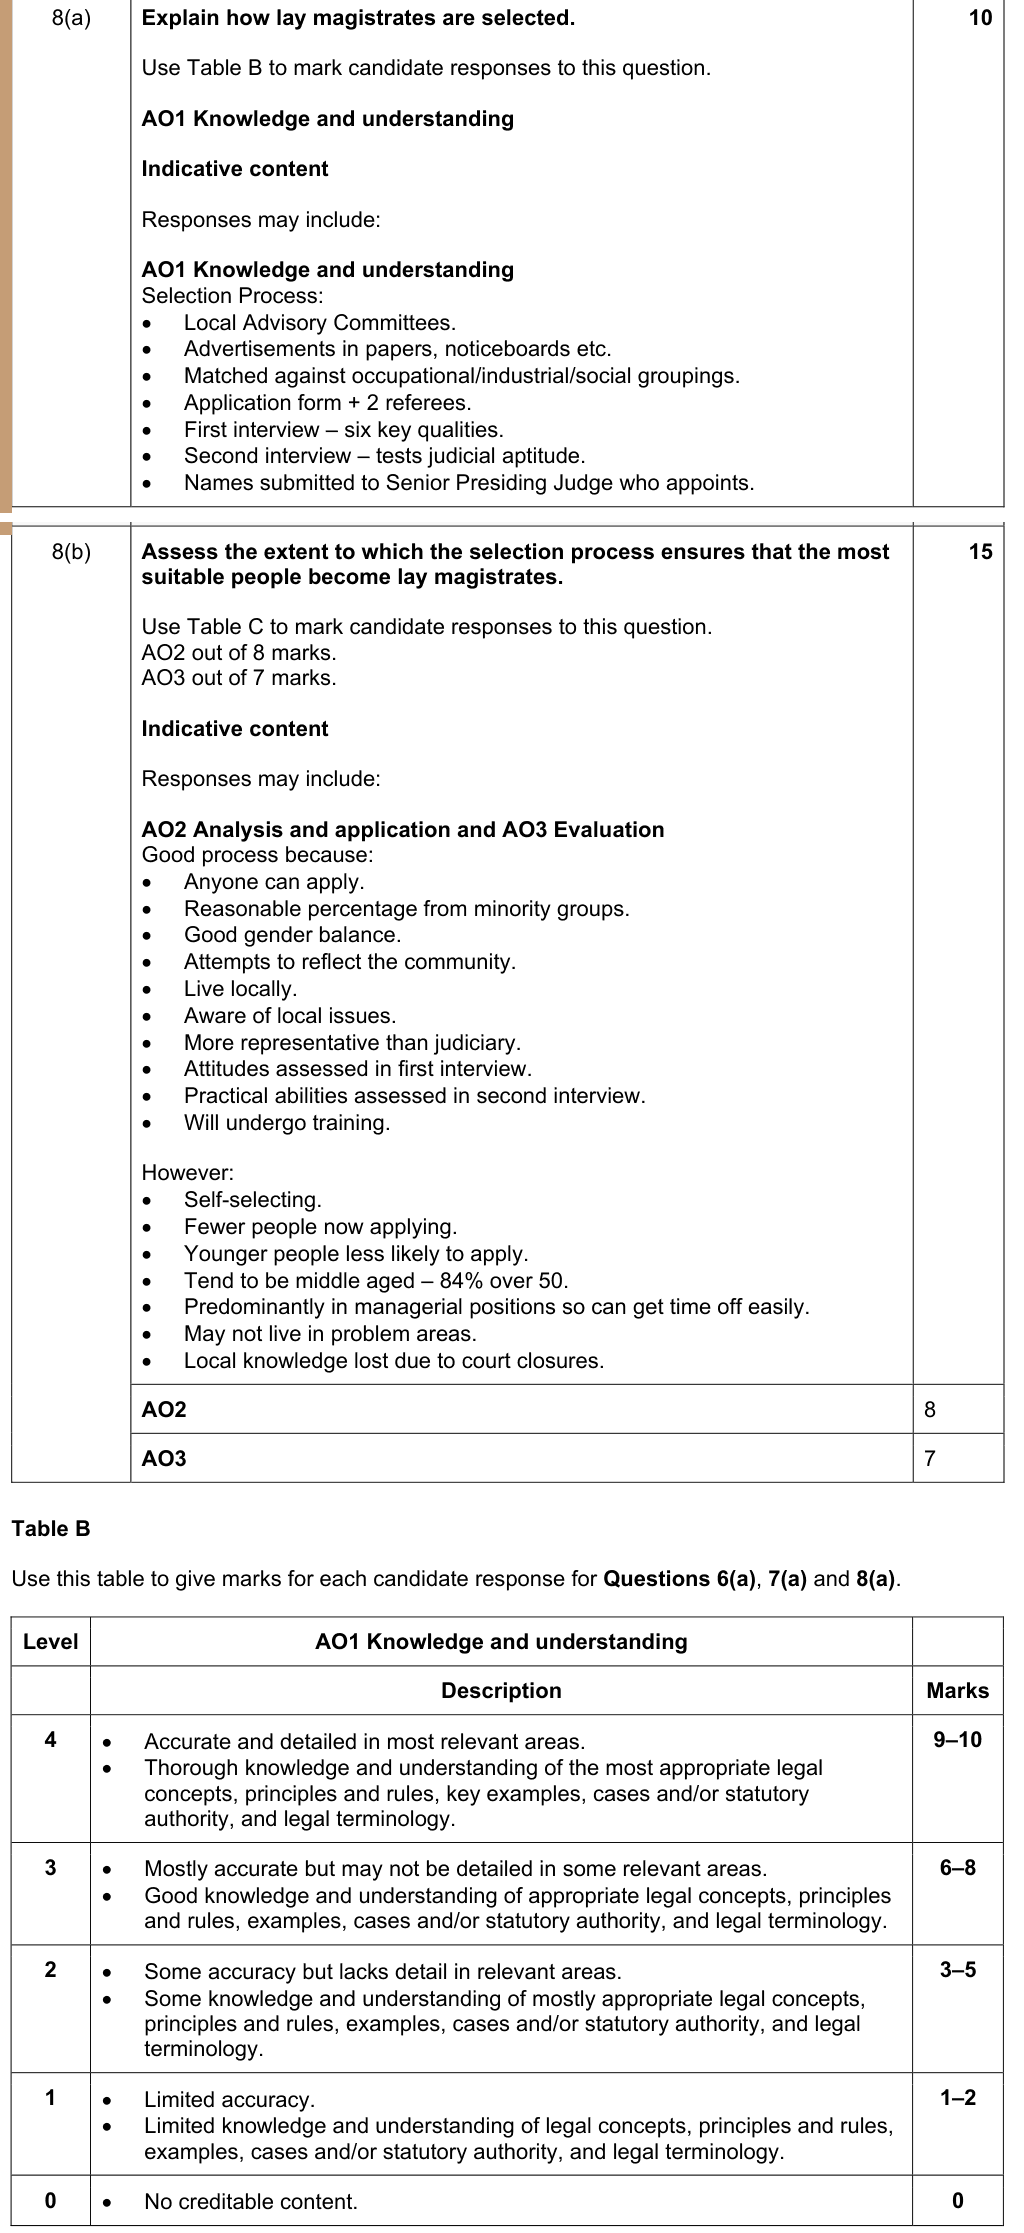 8(a) Explain how lay magistrates are selected. 10
Use Table B to mark candidate responses to this question.
AO1 Knowledge and understanding
Indicative content
Responses may include:
AO1 Knowledge and understanding
Selection Process:
• Local Advisory Committees.
• Advertisements in papers, noticeboards etc.
• Matched against occupational/industrial/social groupings.
• Application form + 2 referees.
• First interview – six key qualities.
• Second interview – tests judicial aptitude.
• Names submitted to Senior Presiding Judge who appoints.
8(b) Assess the extent to which the selection process ensures that the most 15
suitable people become lay magistrates.
Use Table C to mark candidate responses to this question.
AO2 out of 8 marks.
AO3 out of 7 marks.
Indicative content
Responses may include:
AO2 Analysis and application and AO3 Evaluation
Good process because:
• Anyone can apply.
• Reasonable percentage from minority groups.
• Good gender balance.
• Attempts to reflect the community.
• Live locally.
• Aware of local issues.
• More representative than judiciary.
• Attitudes assessed in first interview.
• Practical abilities assessed in second interview.
• Will undergo training.
However:
• Self-selecting.
• Fewer people now applying.
• Younger people less likely to apply.
• Tend to be middle aged – 84% over 50.
• Predominantly in managerial positions so can get time off easily.
• May not live in problem areas.
• Local knowledge lost due to court closures.
AO2 8
AO3 7
Table B
Use this table to give marks for each candidate response for Questions 6(a), 7(a) and 8(a).
Level AO1 Knowledge and understanding
Description Marks
4 • Accurate and detailed in most relevant areas. 9–10
• Thorough knowledge and understanding of the most appropriate legal
concepts, principles and rules, key examples, cases and/or statutory
authority, and legal terminology.
3 • Mostly accurate but may not be detailed in some relevant areas. 6–8
• Good knowledge and understanding of appropriate legal concepts, principles
and rules, examples, cases and/or statutory authority, and legal terminology.
2 • Some accuracy but lacks detail in relevant areas. 3–5
• Some knowledge and understanding of mostly appropriate legal concepts,
principles and rules, examples, cases and/or statutory authority, and legal
terminology.
1 • Limited accuracy. 1–2
• Limited knowledge and understanding of legal concepts, principles and rules,
examples, cases and/or statutory authority, and legal terminology.
0 • No creditable content. 0